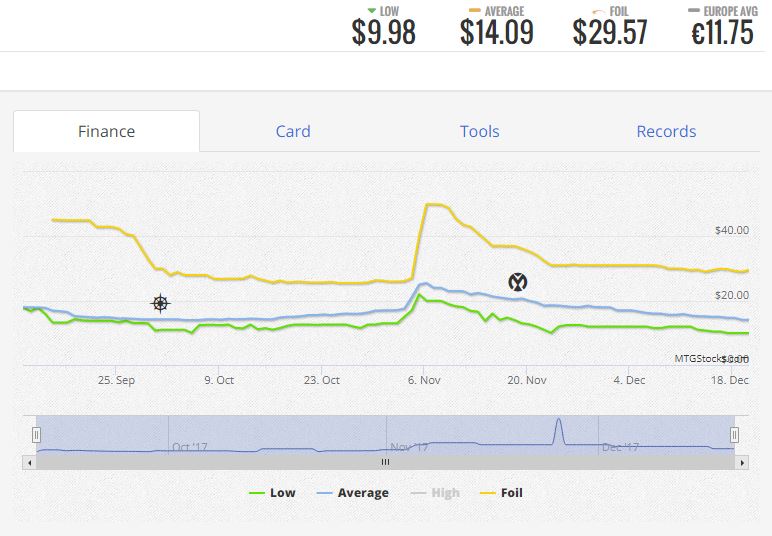 LOW AVERAGE FOIL EUROPE AVG
$9.98 $14.09 $29.57 €11.75
Finance Card Tools Records
$40.00
$20.00
MTGStocks.com $0.00
25. Sep 9. Oct 23. Oct 6. Nov 20. Nov 4. Dec 18. Dec
Oct '17 Nov '17 Dec '17
Low Average High Foil